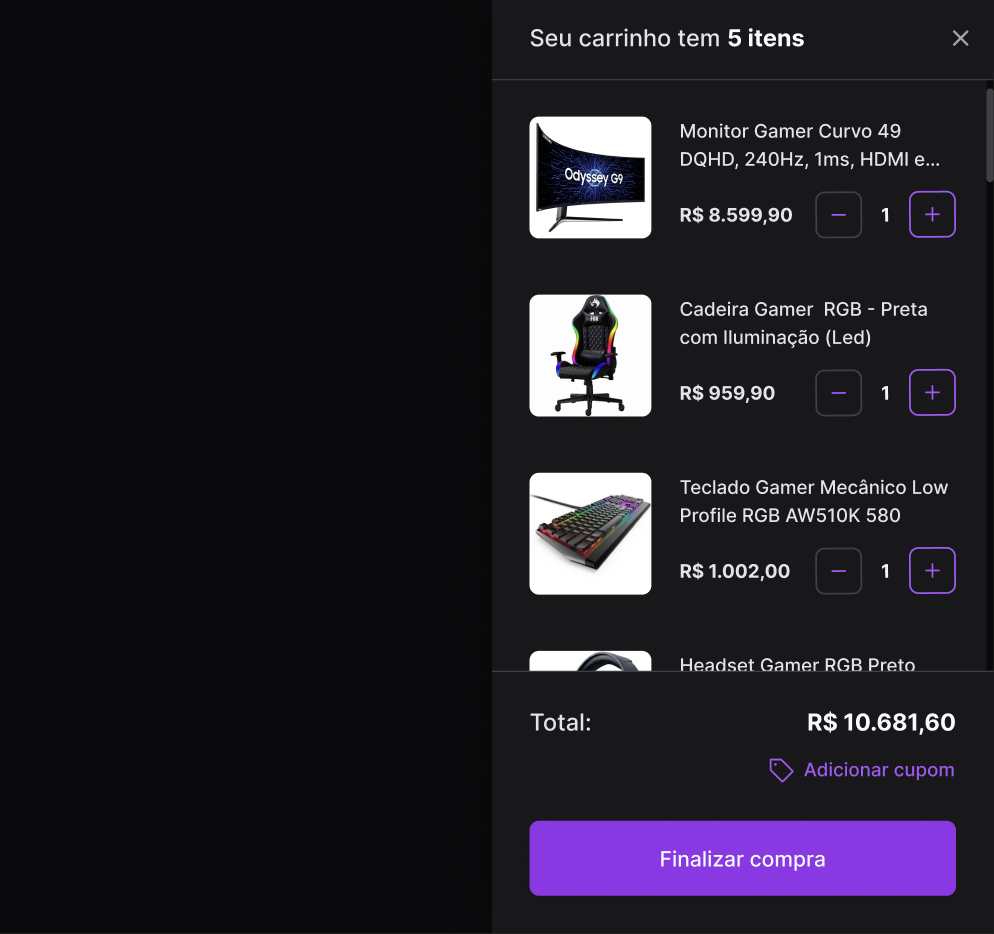 Seu carrinho tem 5 itens
Odyssey G9
Monitor Gamer Curvo 49
DQHD, 240Hz, 1ms, HDMI e...
R$ 8.599,90
1
Cadeira Gamer  RGB - Preta
com Iluminação (Led)
R$ 959,90
1
Teclado Gamer Mecânico Low
Profile RGB AW510K 580
R$ 1.002,00
1
Headset Gamer RGB Preto
Total:
R$ 10.681,60
Adicionar cupom
Finalizar compra